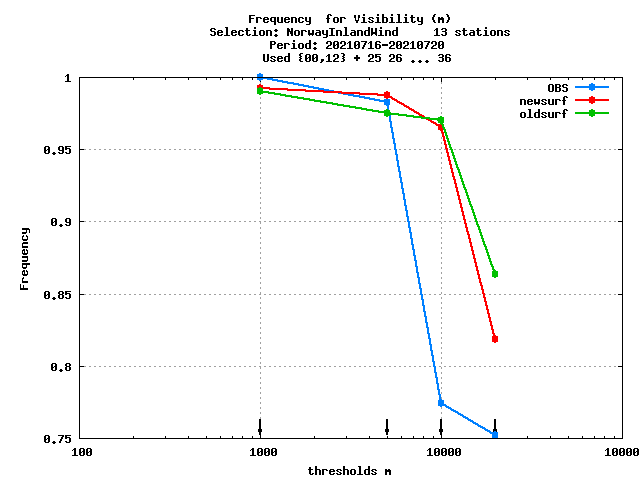 Frequency for Visibility (m)
Selection: NorwayInlandWind 13 stations
Period: 20210716-20210720
Used {00,12} + 25 26 ... 36
OBS
newsurf
oldsurf
1
0.95
0.9
0.85
0.8
0.75
Frequency
100
1000
10000
100000
thresholds m